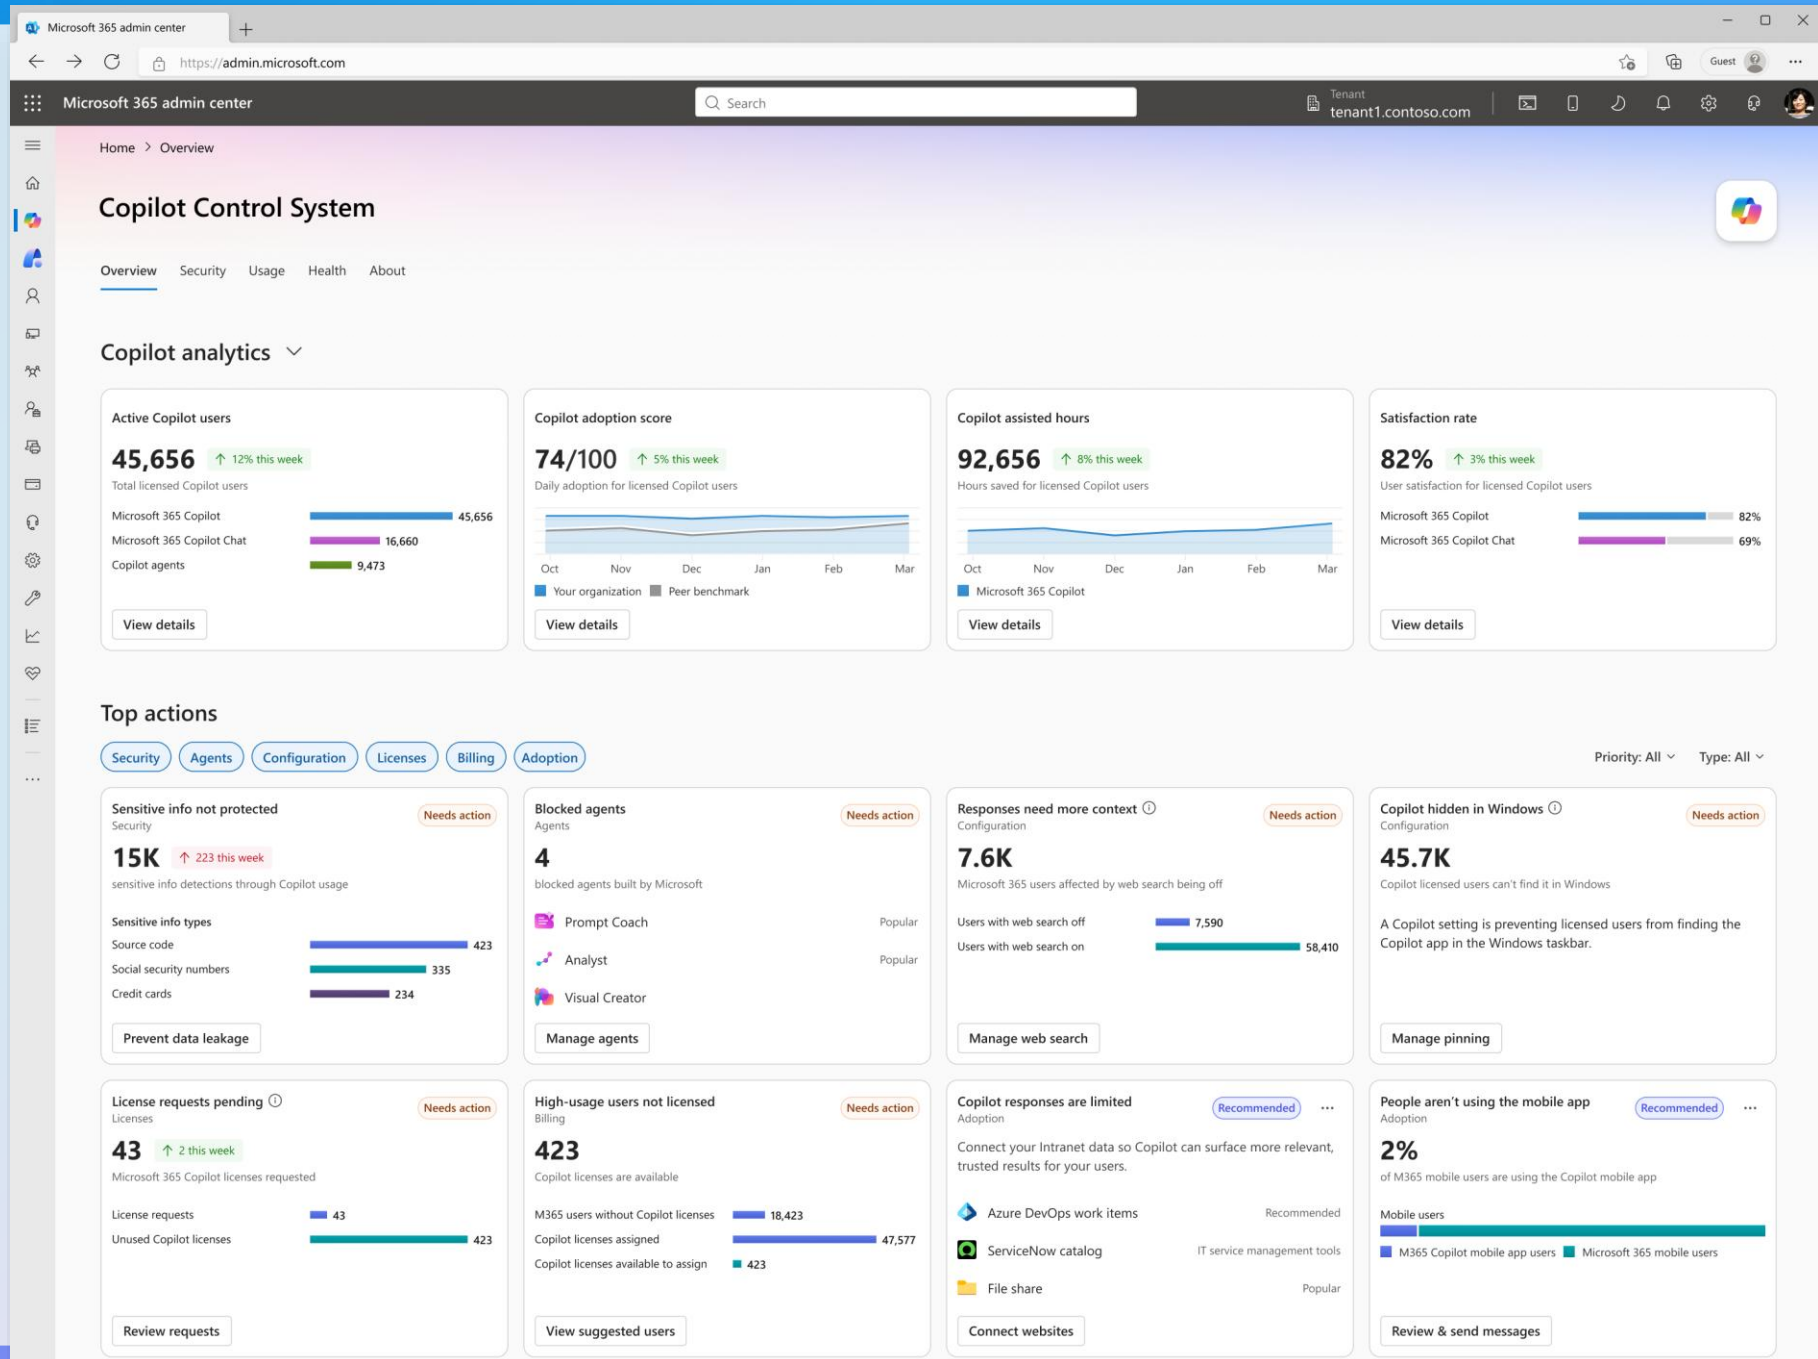 Microsoft 365 admin center
https://admin.microsoft.com
Guest
Microsoft 365 admin center
Search
Tenant
tenant1.contoso.com
Home > Overview
Copilot Control System
Overview Security Usage Health About
Copilot analytics
Active Copilot users
45,656 ↑ 12% this week
Total licensed Copilot users
Microsoft 365 Copilot 45,656
Microsoft 365 Copilot Chat 16,660
Copilot agents 9,473
View details
Copilot adoption score
74/100 ↑ 5% this week
Daily adoption for licensed Copilot users
Oct Nov Dec Jan Feb Mar
Your organization Peer benchmark
View details
Copilot assisted hours
92,656 ↑ 8% this week
Hours saved for licensed Copilot users
Oct Nov Dec Jan Feb Mar
Microsoft 365 Copilot
View details
Satisfaction rate
82% ↑ 3% this week
User satisfaction for licensed Copilot users
Microsoft 365 Copilot 82%
Microsoft 365 Copilot Chat 69%
View details
Top actions
Security Agents Configuration Licenses Billing Adoption
Priority: All Type: All
Sensitive info not protected Needs action
Security
15K ↑ 223 this week
sensitive info detections through Copilot usage
Sensitive info types
Source code 423
Social security numbers 335
Credit cards 234
Prevent data leakage
Blocked agents Needs action
Agents
4
blocked agents built by Microsoft
Prompt Coach Popular
Analyst Popular
Visual Creator
Manage agents
Responses need more context Needs action
Configuration
7.6K
Microsoft 365 users affected by web search being off
Users with web search off 7,590
Users with web search on 58,410
Manage web search
Copilot hidden in Windows Needs action
Configuration
45.7K
Copilot licensed users can't find it in Windows
A Copilot setting is preventing licensed users from finding the
Copilot app in the Windows taskbar.
Manage pinning
License requests pending Needs action
Licenses
43 ↑ 2 this week
Microsoft 365 Copilot licenses requested
License requests 43
Unused Copilot licenses 423
Review requests
High-usage users not licensed Needs action
Billing
423
Copilot licenses are available
M365 users without Copilot licenses 18,423
Copilot licenses assigned 47,577
Copilot licenses available to assign 423
View suggested users
Copilot responses are limited Recommended
Adoption
Connect your Intranet data so Copilot can surface more relevant,
trusted results for your users.
Azure DevOps work items Recommended
ServiceNow catalog IT service management tools
File share Popular
Connect websites
People aren't using the mobile app Recommended
Adoption
2%
of M365 mobile users are using the Copilot mobile app
Mobile users
M365 Copilot mobile app users Microsoft 365 mobile users
Review & send messages